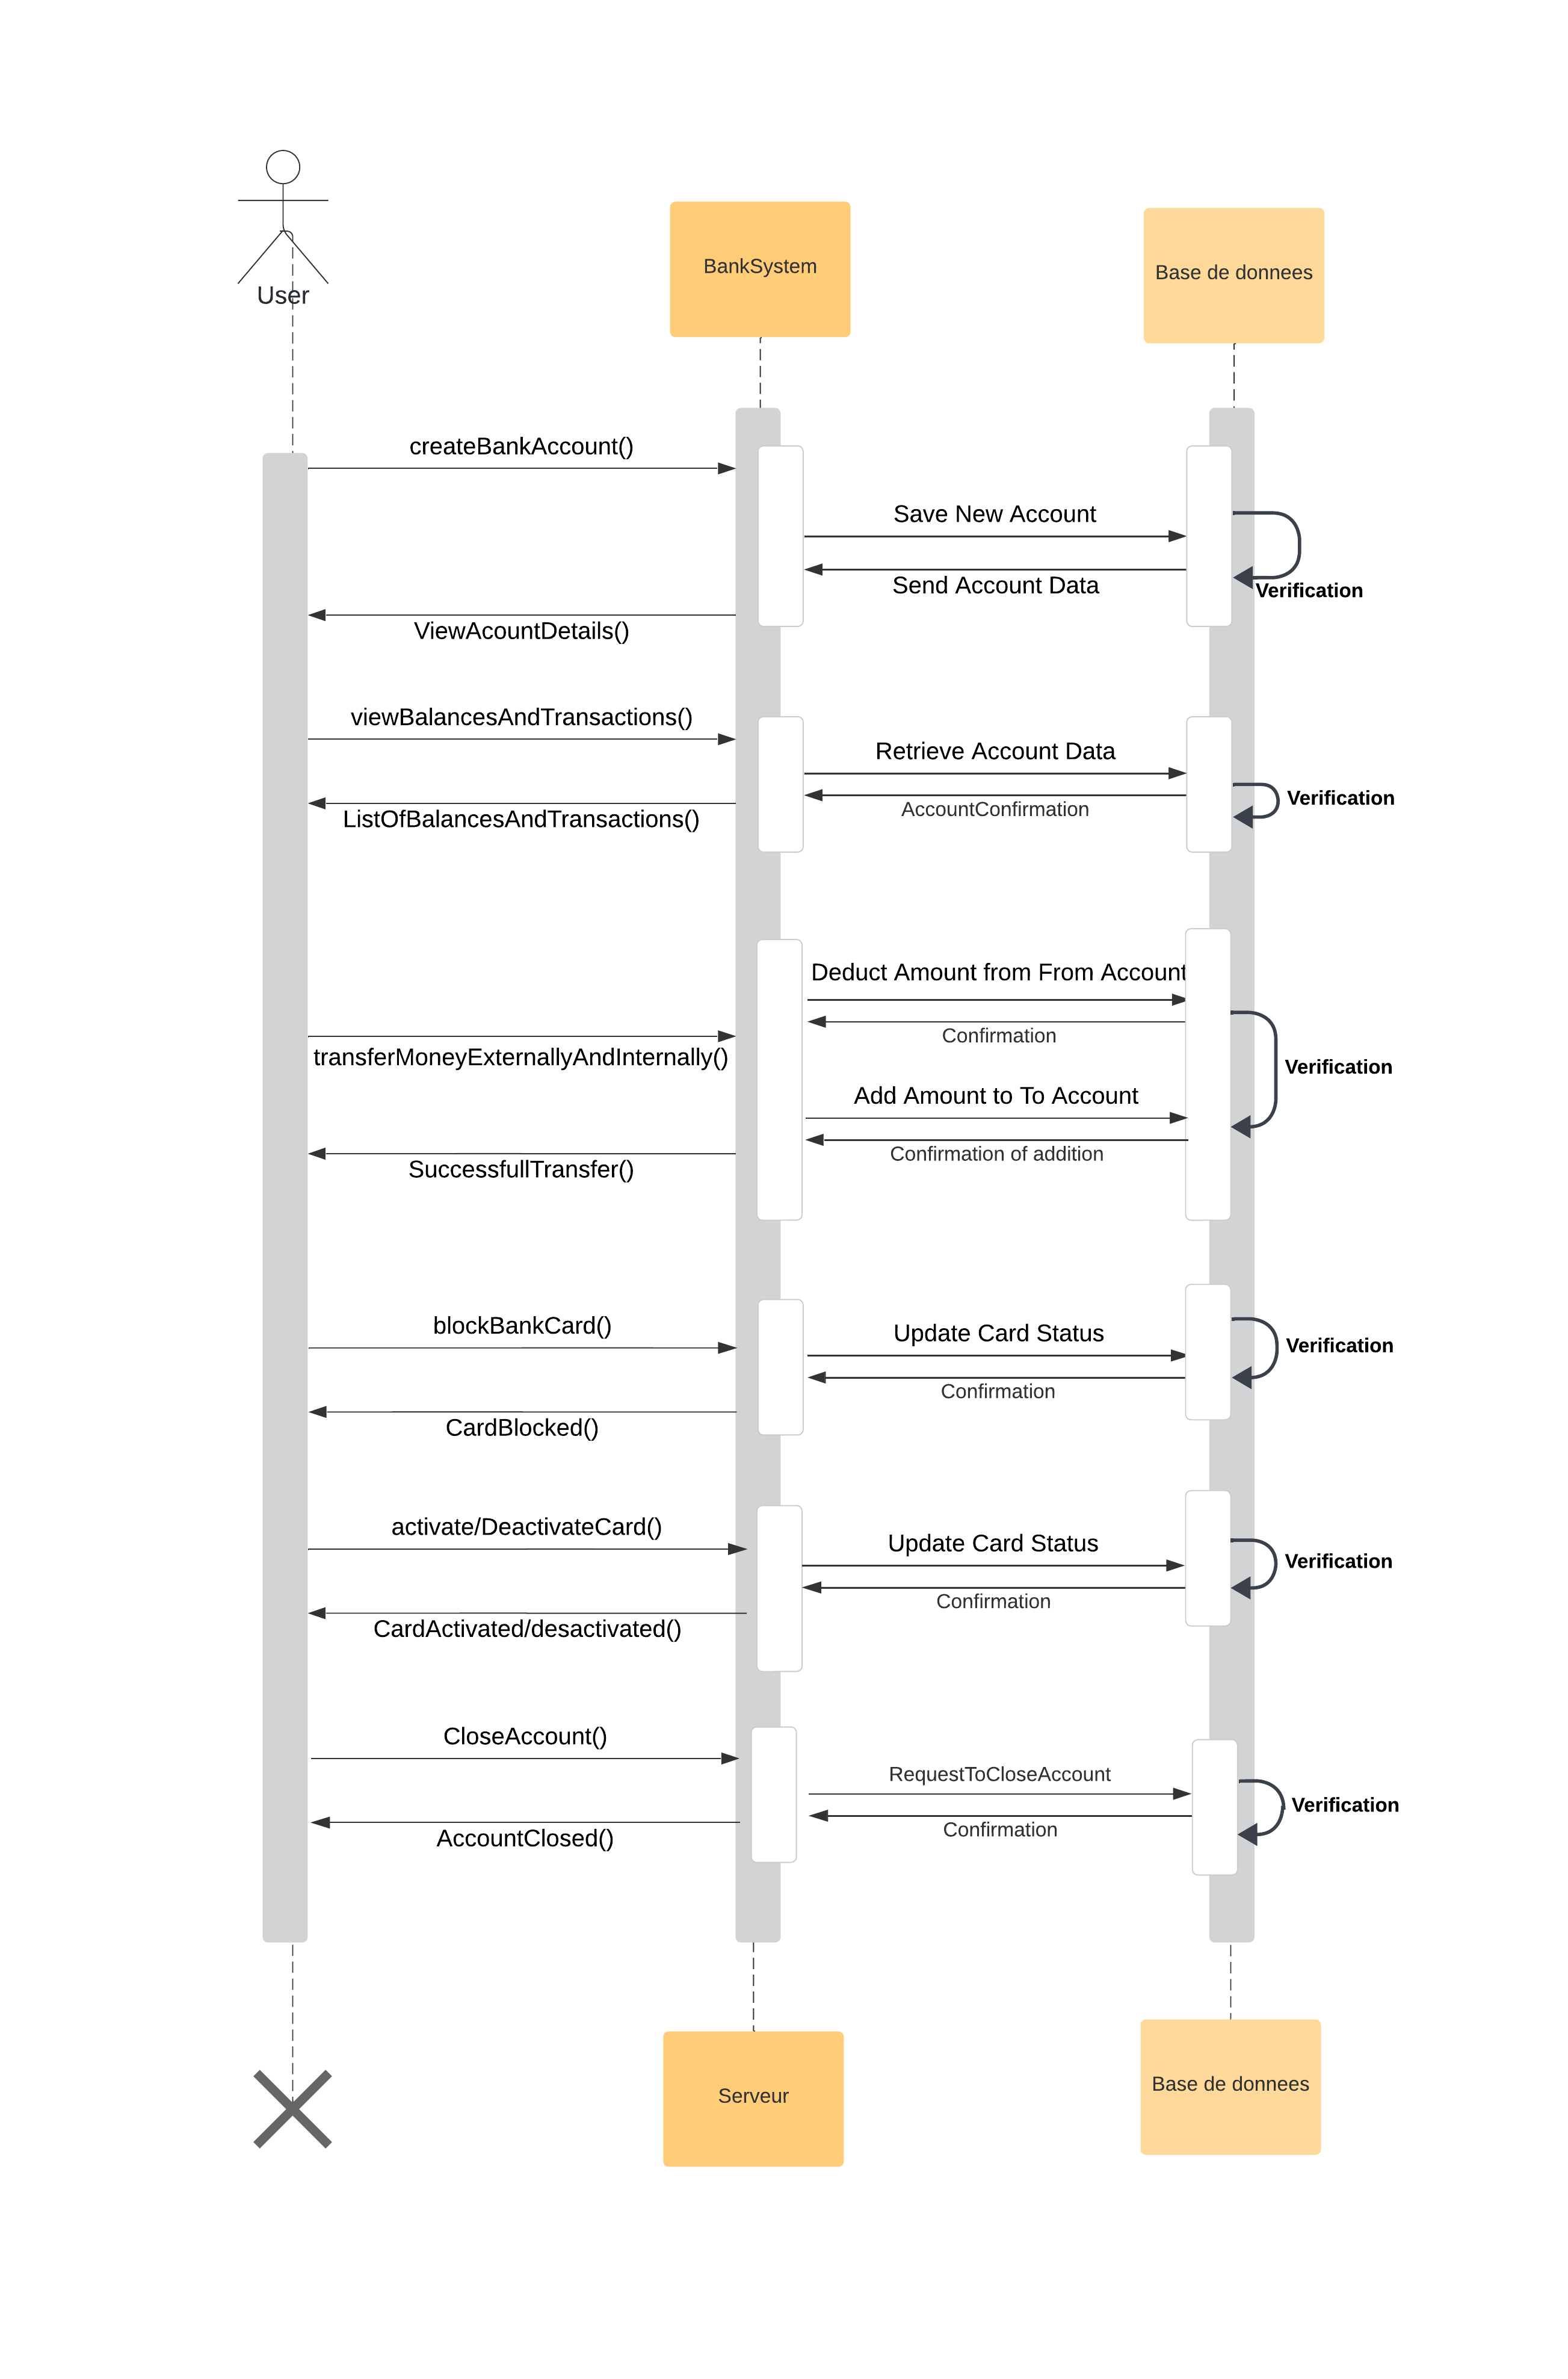 User
BankSystem
Base de donnees
createBankAccount()
Save New Account
Send Account Data
Verification
ViewAcountDetails()
viewBalancesAndTransactions()
Retrieve Account Data
AccountConfirmation
Verification
ListOfBalancesAndTransactions()
Deduct Amount from From Account
Confirmation
transferMoneyExternallyAndInternally()
Verification
Add Amount to To Account
Confirmation of addition
SuccessfullTransfer()
blockBankCard()
Update Card Status
Verification
Confirmation
CardBlocked()
activate/DeactivateCard()
Update Card Status
Verification
Confirmation
CardActivated/desactivated()
CloseAccount()
RequestToCloseAccount
Verification
Confirmation
AccountClosed()
Serveur
Base de donnees